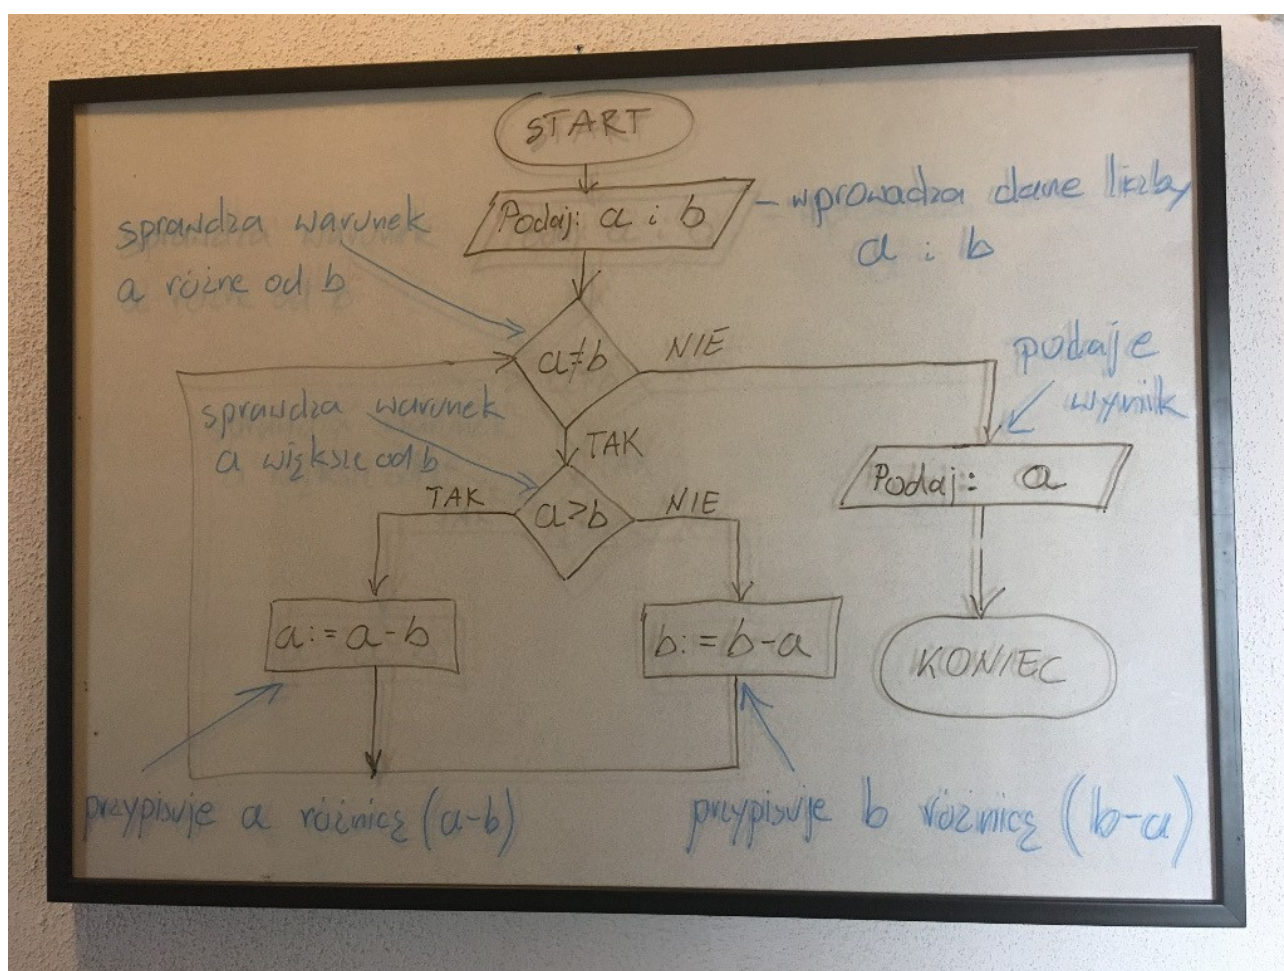 START
Podaj: a i b
- wprowadza dane liczby
a i b
sprawdza warunek
a różne od b
a≠b
NIE
podaje
wynik
sprawdza warunek
a większe od b
TAK
Podaj: a
TAK
a>b
NIE
a:=a-b
b:=b-a
KONIEC
przypisuje a różnicę (a-b)
przypisuje b różnicę (b-a)